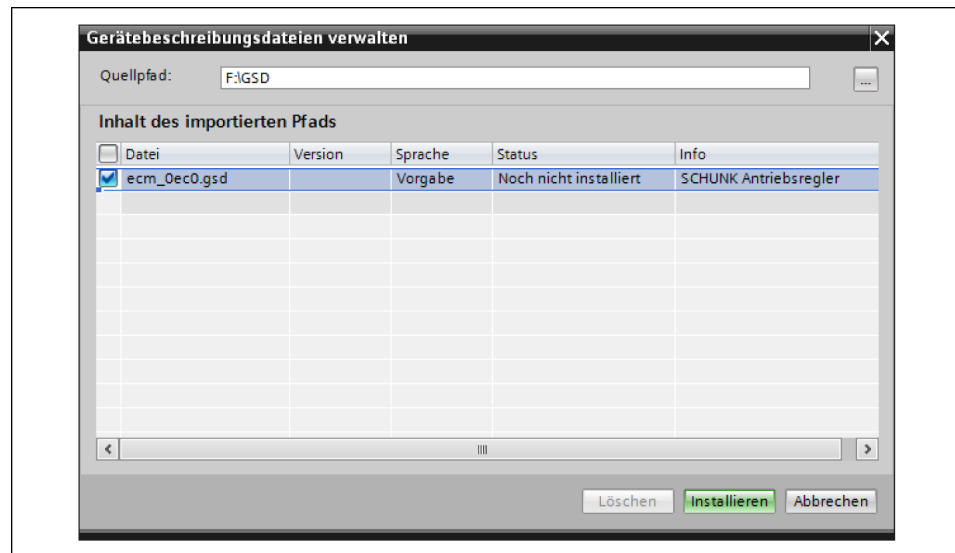 Gerätebeschreibungsdateien verwalten
Quellpfad: F:\GSD ...
Inhalt des importierten Pfads
Datei Version Sprache Status Info
ecm_0ec0.gsd Vorgabe Noch nicht installiert SCHUNK Antriebsregler
Löschen Installieren Abbrechen